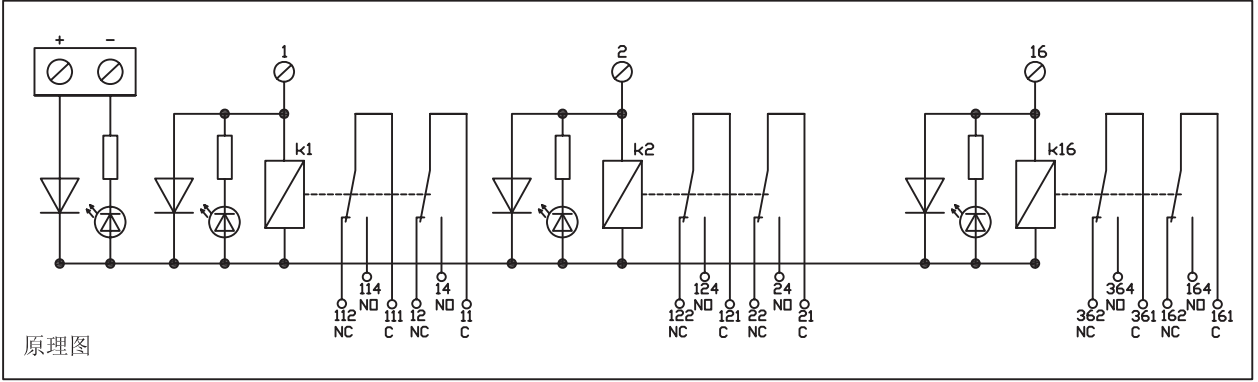 + −
1 2 16
k1 k2 k16
114 14 124 24 364 164
NO NO NO NO NO NO
112 111 12 11 122 121 22 21 362 361 162 161
NC C NC C NC C NC C NC C NC C
原理图